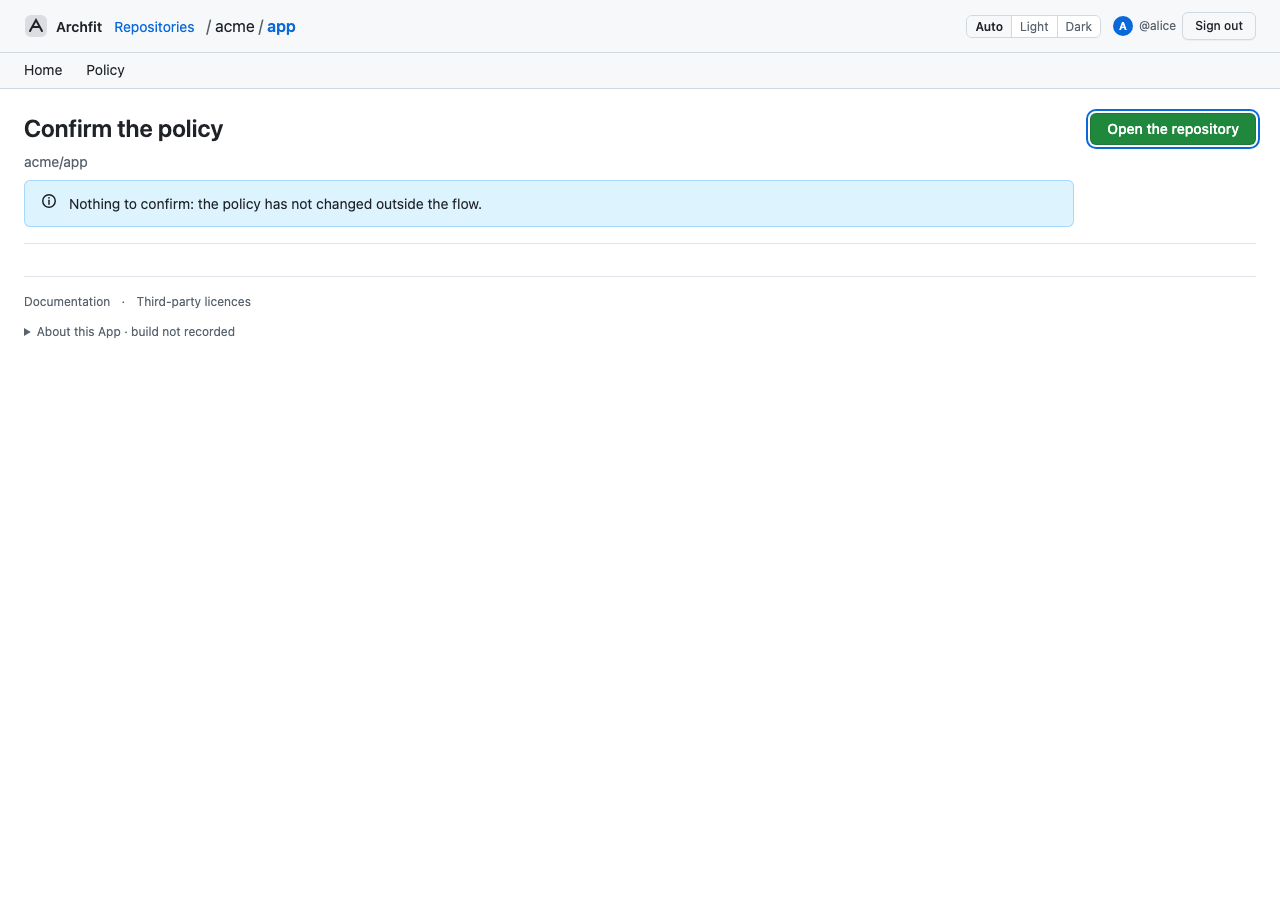 Archfit Repositories / acme / app Auto Light Dark A @alice Sign out
Home Policy
Confirm the policy Open the repository
acme/app
Nothing to confirm: the policy has not changed outside the flow.
Documentation · Third-party licences
About this App · build not recorded